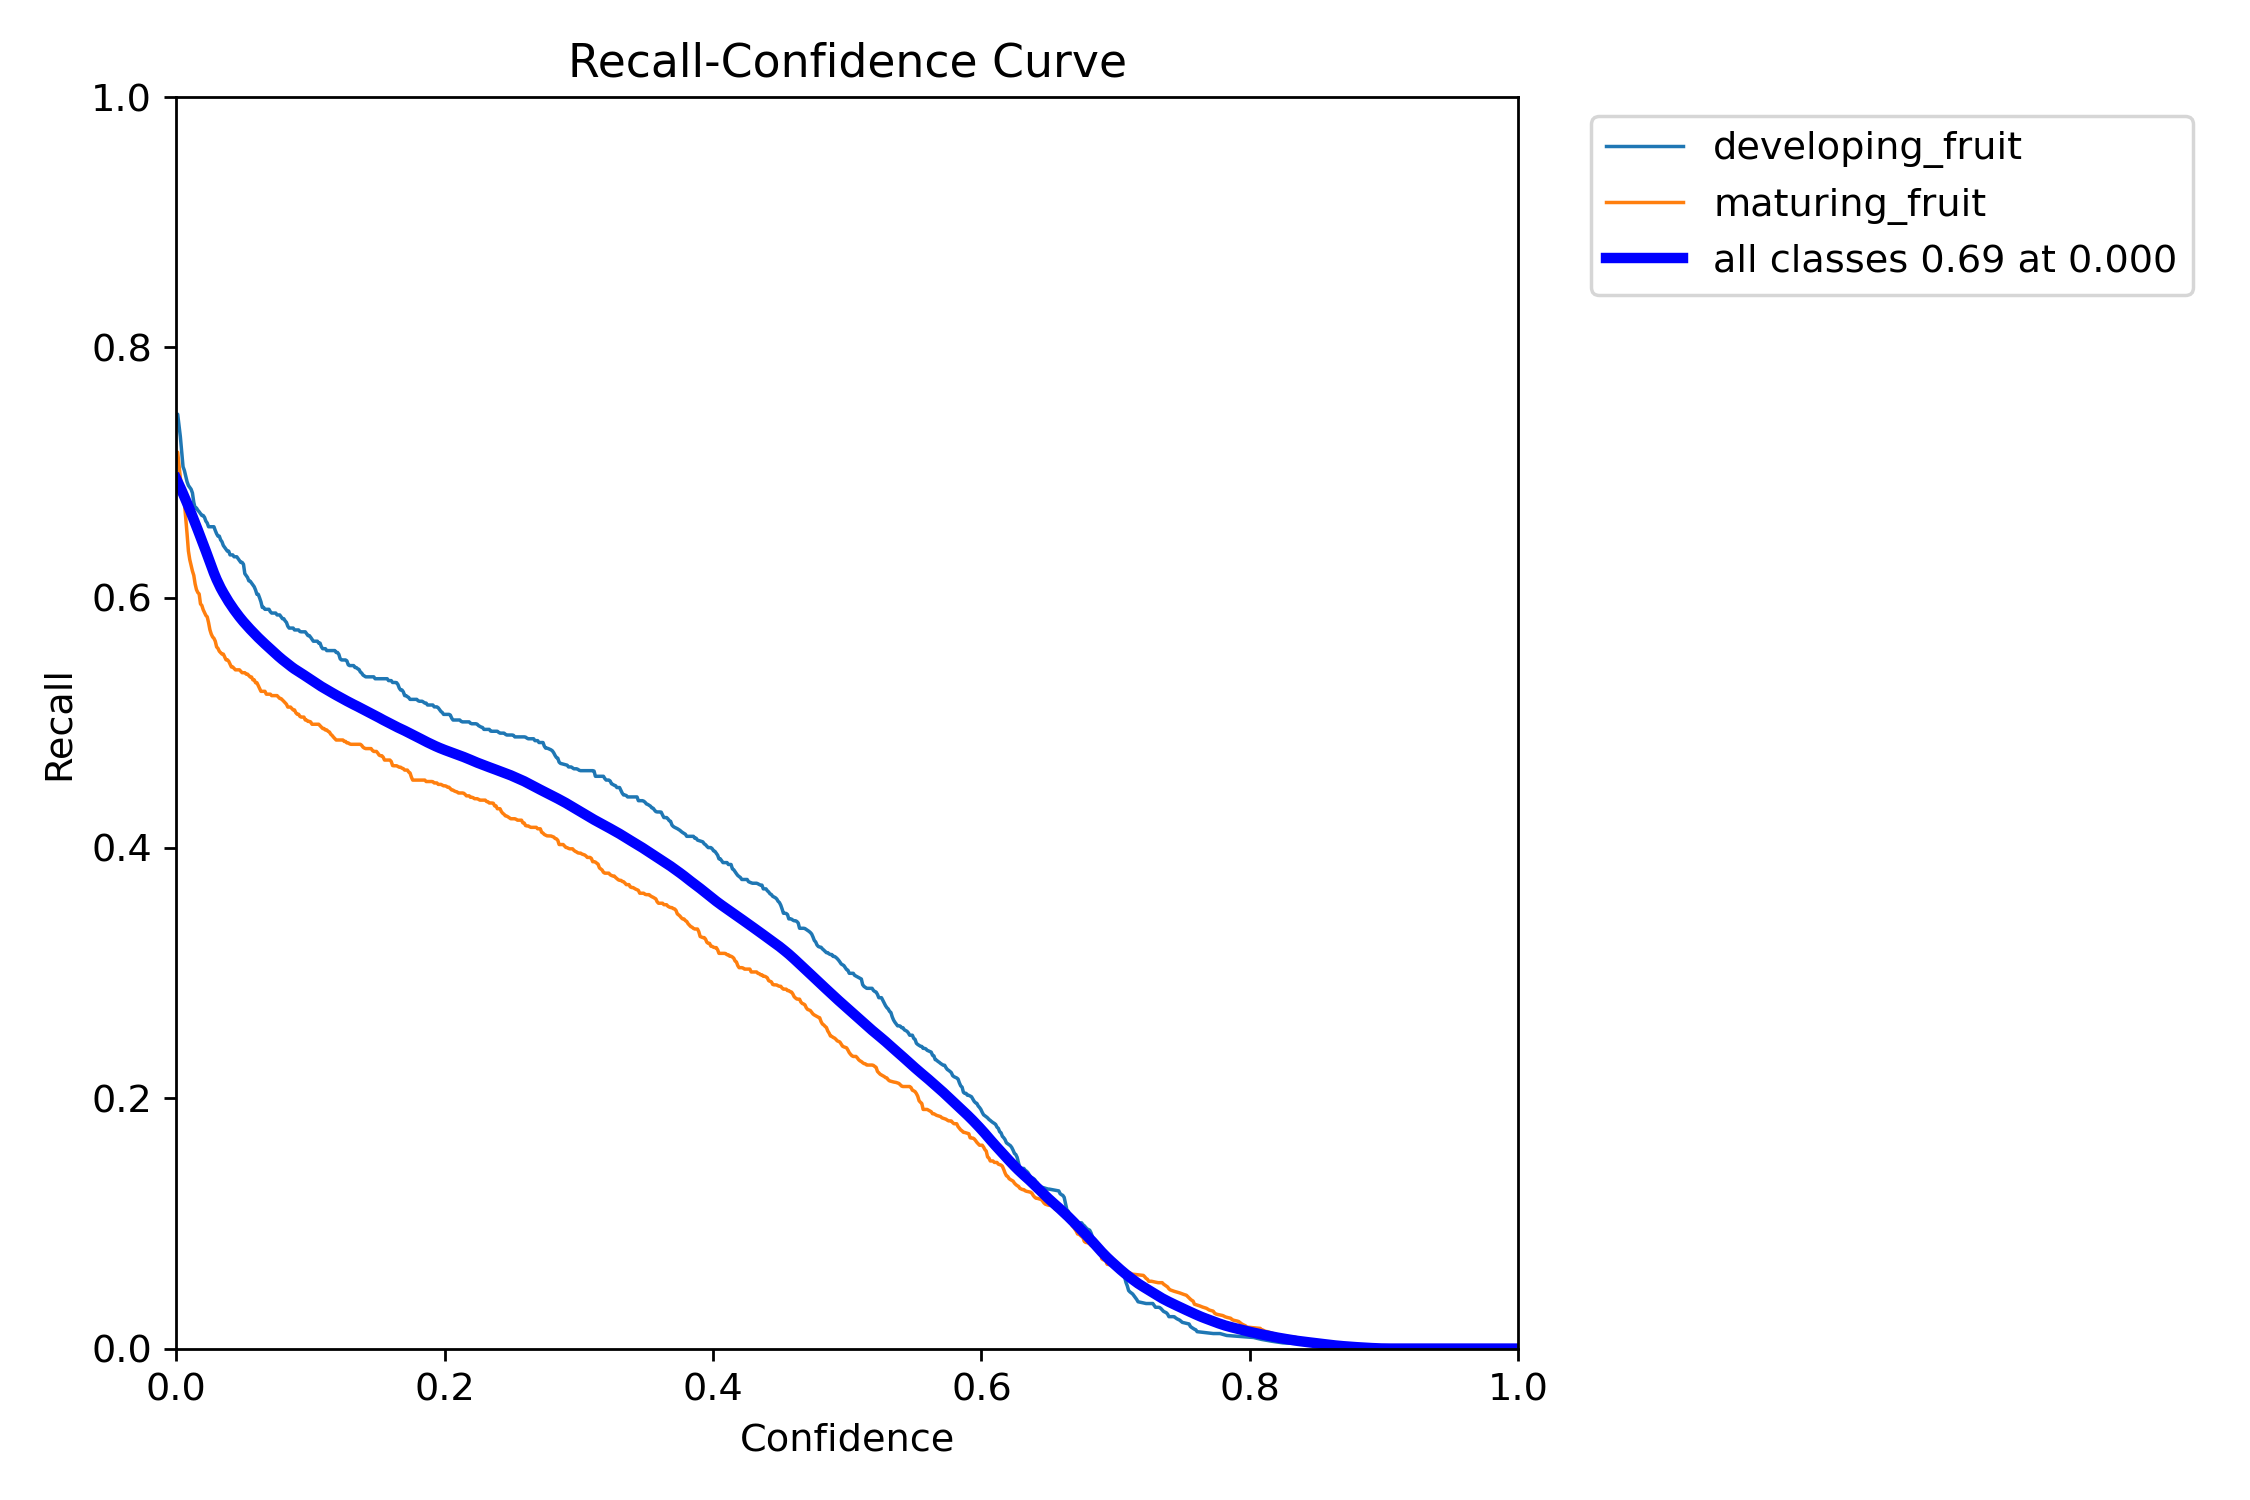 Recall-Confidence Curve
1.0
0.8
0.6
0.4
0.2
0.0
Recall
0.0 0.2 0.4 0.6 0.8 1.0
Confidence
developing_fruit
maturing_fruit
all classes 0.69 at 0.000